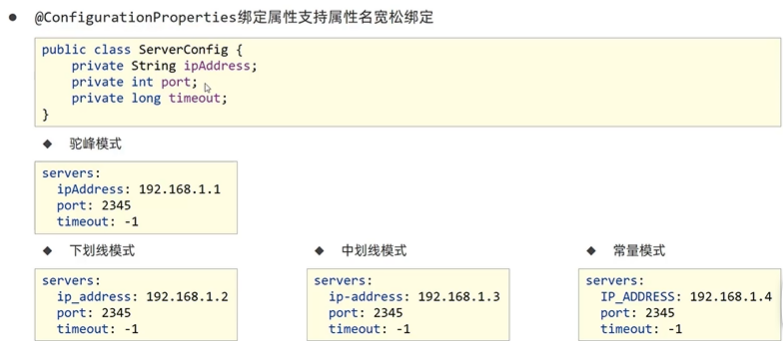 ● @ConfigurationProperties绑定属性支持属性名宽松绑定
public class ServerConfig {
    private String ipAddress;
    private int port;
    private long timeout;
}
◆ 驼峰模式
servers:
  ipAddress: 192.168.1.1
  port: 2345
  timeout: -1
◆ 下划线模式
servers:
  ip_address: 192.168.1.2
  port: 2345
  timeout: -1
◆ 中划线模式
servers:
  ip-address: 192.168.1.3
  port: 2345
  timeout: -1
◆ 常量模式
servers:
  IP_ADDRESS: 192.168.1.4
  port: 2345
  timeout: -1